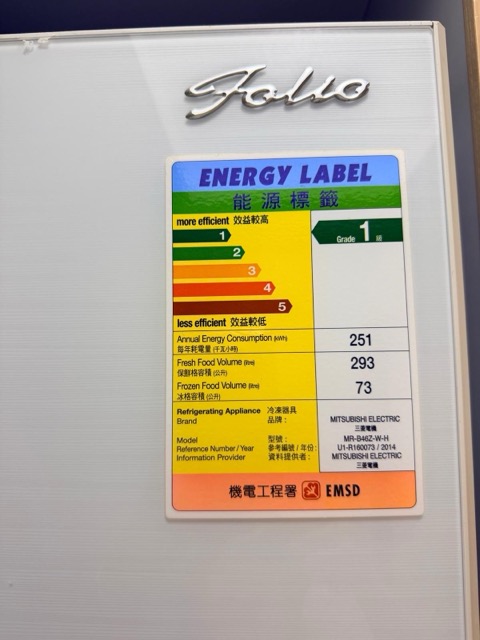 Folio
ENERGY LABEL
能源標籤
more efficient 效益較高
1
2
3
4
5
Grade 1 級
less efficient 效益較低
Annual Energy Consumption (kWh) 251
每年耗電量 (千瓦小時)
Fresh Food Volume (litre) 293
保鮮格容積 (公升)
Frozen Food Volume (litre) 73
冰格容積 (公升)
Refrigerating Appliance 冷凍器具
Brand 品牌 : MITSUBISHI ELECTRIC
三菱電機
Model 型號 : MR-B46Z-W-H
Reference Number / Year 參考編號 / 年份 : U1-R160073 / 2014
Information Provider 資料提供者 : MITSUBISHI ELECTRIC
三菱電機
機電工程署 EMSD